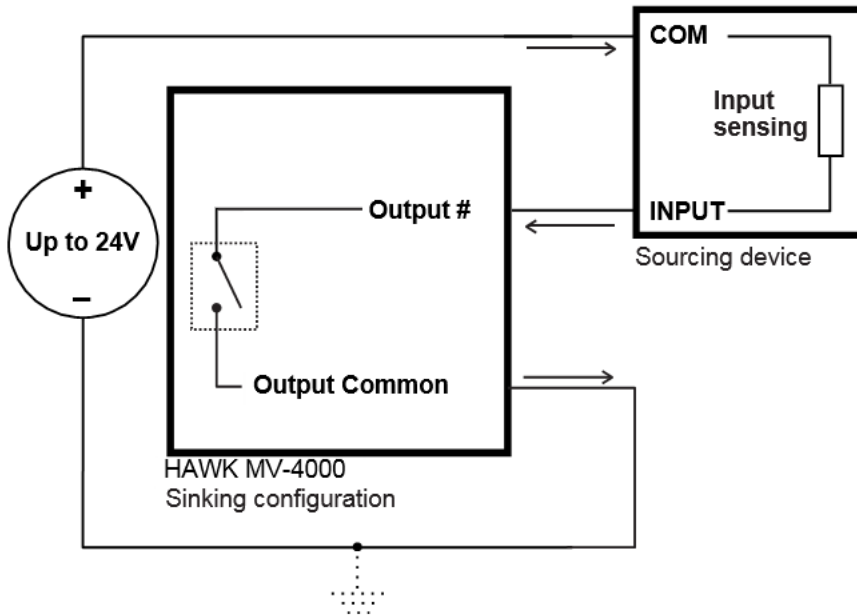 COM
Input
sensing
INPUT
Sourcing device
+
Up to 24V
–
Output #
Output Common
HAWK MV-4000
Sinking configuration